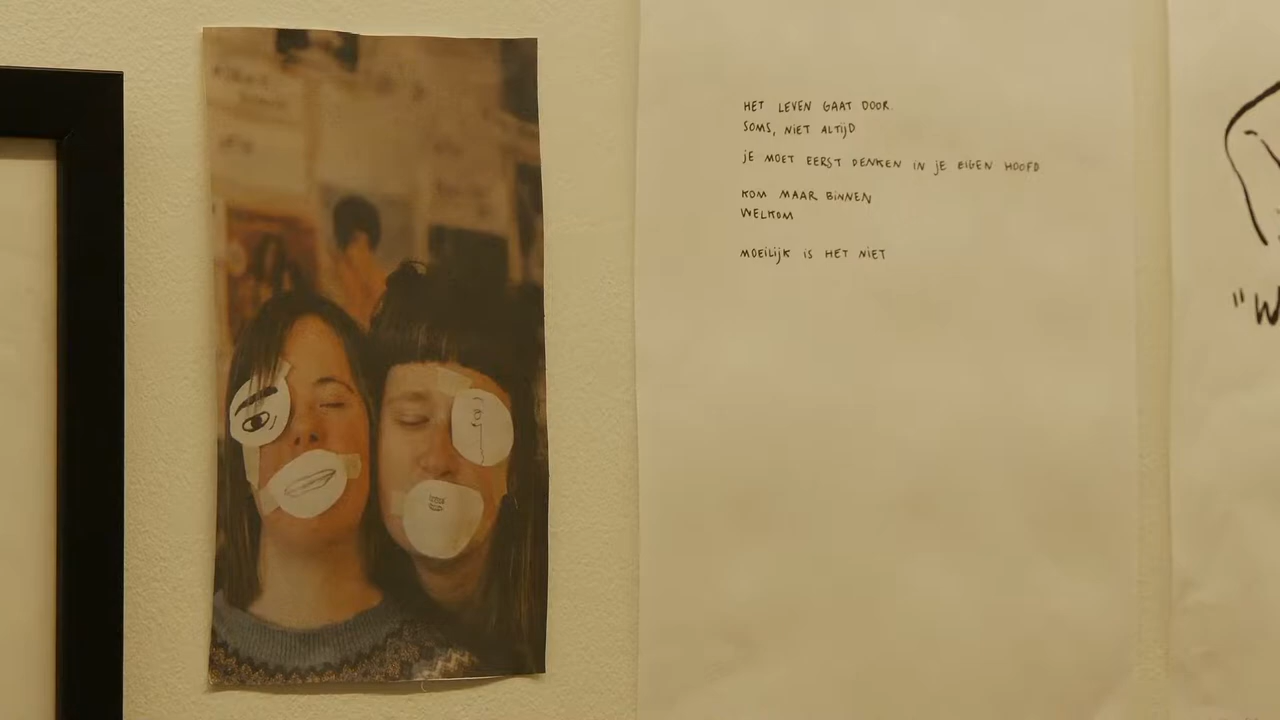 HET LEVEN GAAT DOOR.
SOMS, NIET ALTIJD
JE MOET EERST DENKEN IN JE EIGEN HOOFD
KOM MAAR BINNEN
WELKOM
MOEILIJK IS HET NIET
"W